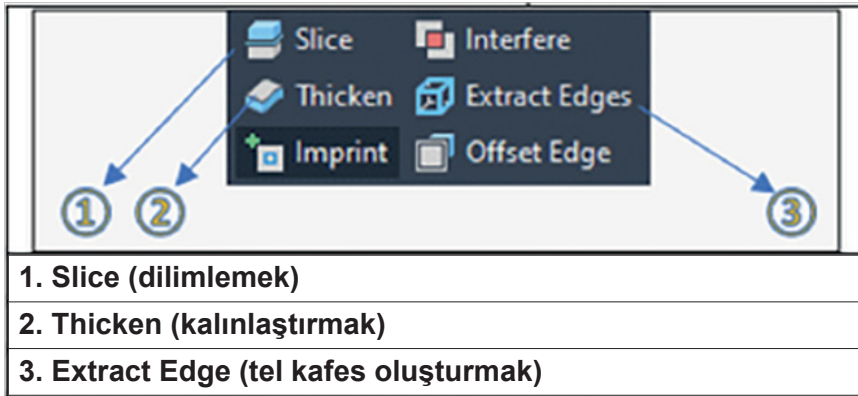 Slice Interfere
Thicken Extract Edges
Imprint Offset Edge
1 2 3
1. Slice (dilimlemek)
2. Thicken (kalınlaştırmak)
3. Extract Edge (tel kafes oluşturmak)